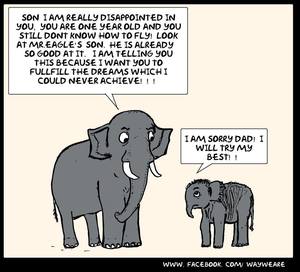 SON I AM REALLY DISAPPOINTED IN
YOU. YOU ARE ONE YEAR OLD AND YOU
STILL DONT KNOW HOW TO FLY! LOOK
AT MR.EAGLE'S SON. HE IS ALREADY
SO GOOD AT IT. I AM TELLING YOU
THIS BECAUSE I WANT YOU TO
FULLFILL THE DREAMS WHICH I
COULD NEVER ACHIEVE! ! !
I AM SORRY DAD! I
WILL TRY MY
BEST! !
WWW. FACEBOOK. COM/ WAYWEARE